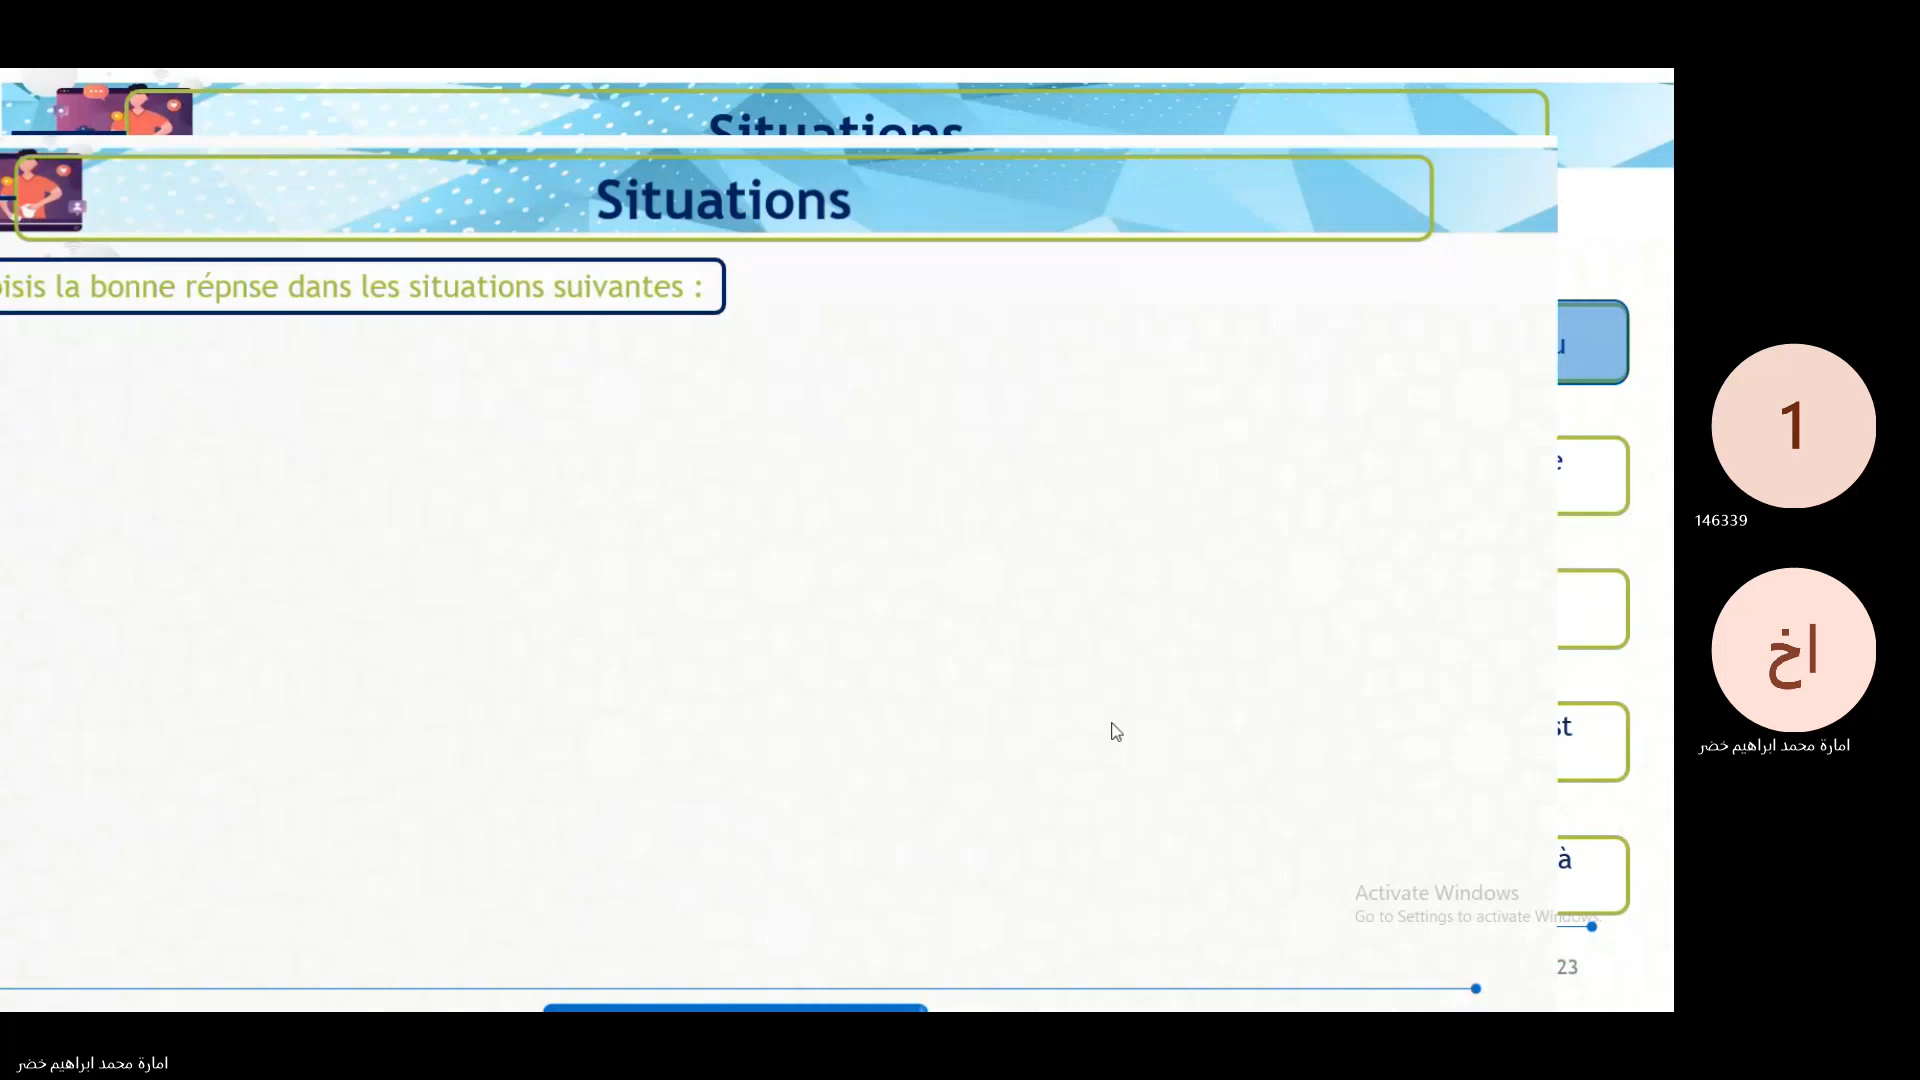 Situations
Situations
isis la bonne répnse dans les situations suivantes :
st
à
1
146339
اخ
امارة محمد ابراهيم خضر
Activate Windows
Go to Settings to activate Windows.
23
امارة محمد ابراهيم خضر